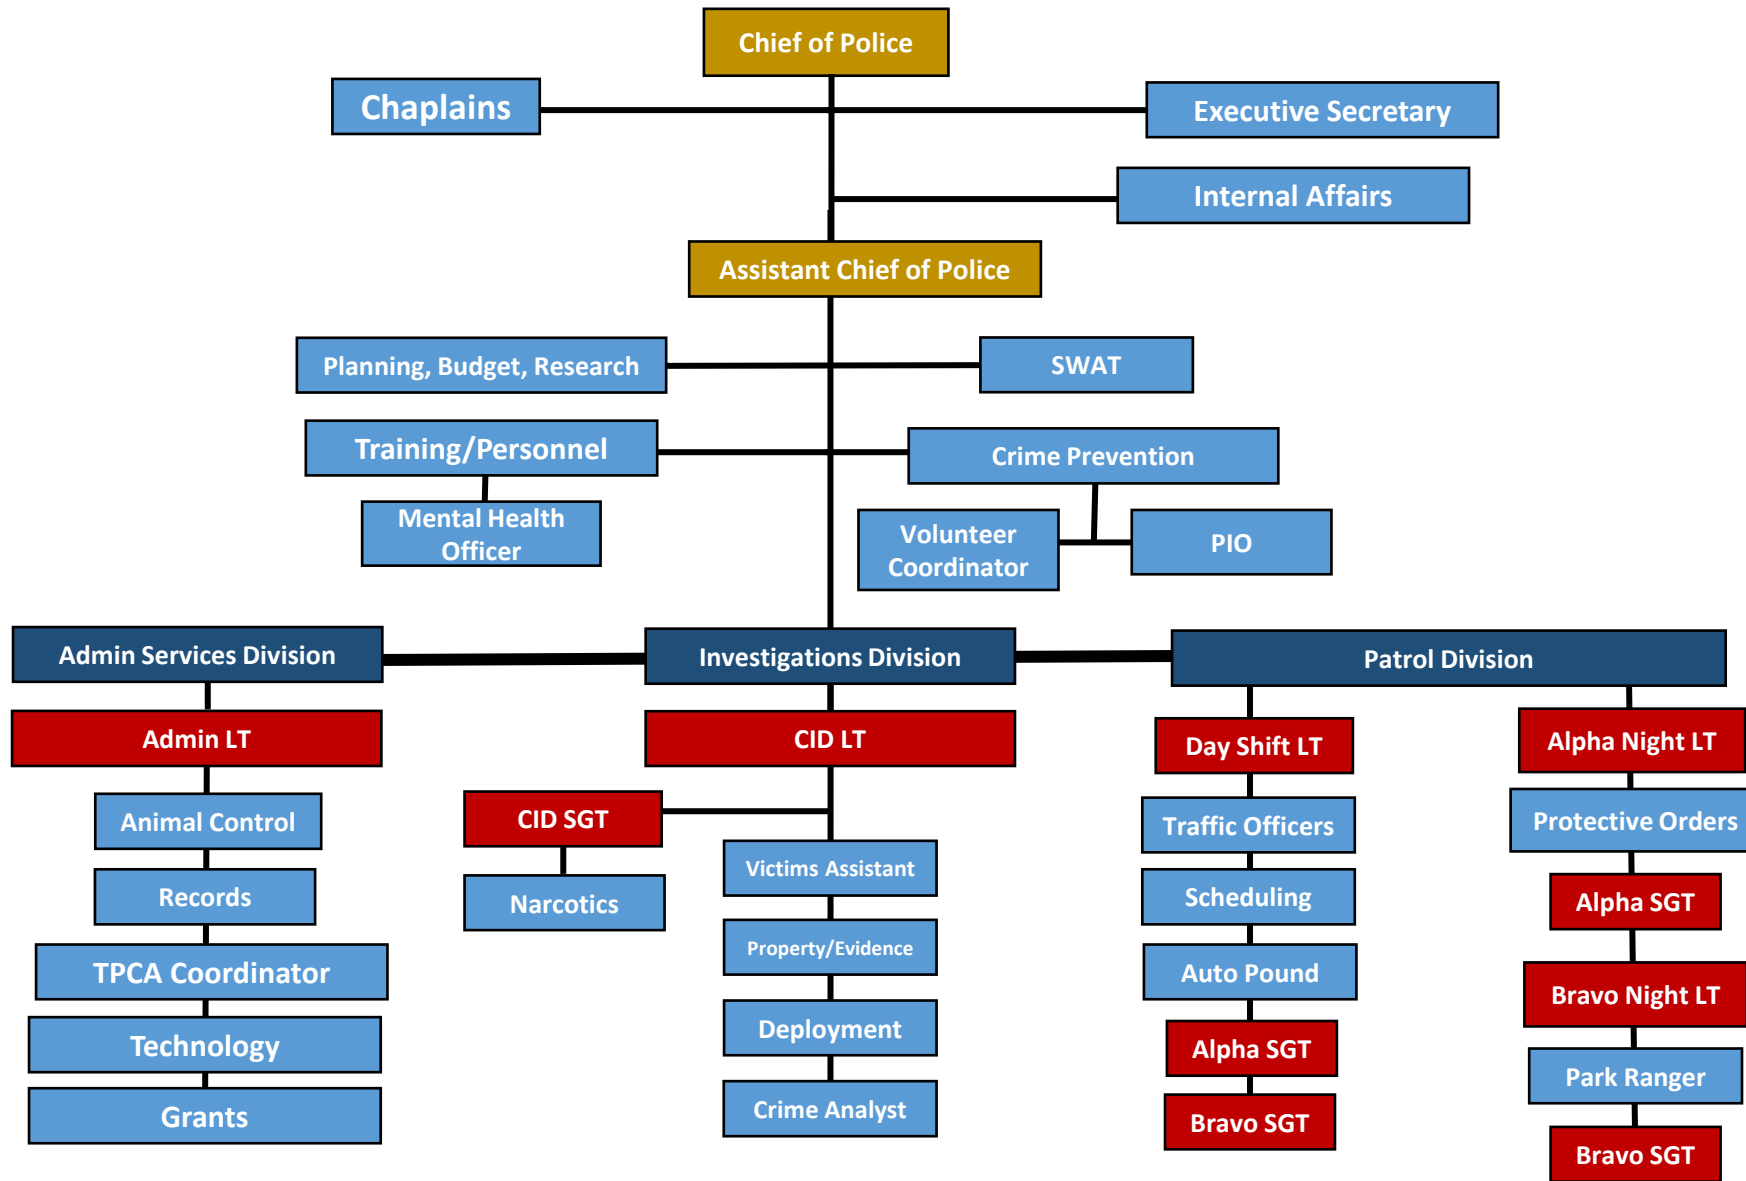 Chief of Police
Chaplains
Executive Secretary
Internal Affairs
Assistant Chief of Police
Planning, Budget, Research
SWAT
Training/Personnel
Crime Prevention
Mental Health
Officer
Volunteer
Coordinator
PIO
Admin Services Division
Investigations Division
Patrol Division
Admin LT
Animal Control
Records
TPCA Coordinator
Technology
Grants
CID LT
CID SGT
Narcotics
Victims Assistant
Property/Evidence
Deployment
Crime Analyst
Day Shift LT
Traffic Officers
Scheduling
Auto Pound
Alpha SGT
Bravo SGT
Alpha Night LT
Protective Orders
Alpha SGT
Bravo Night LT
Park Ranger
Bravo SGT